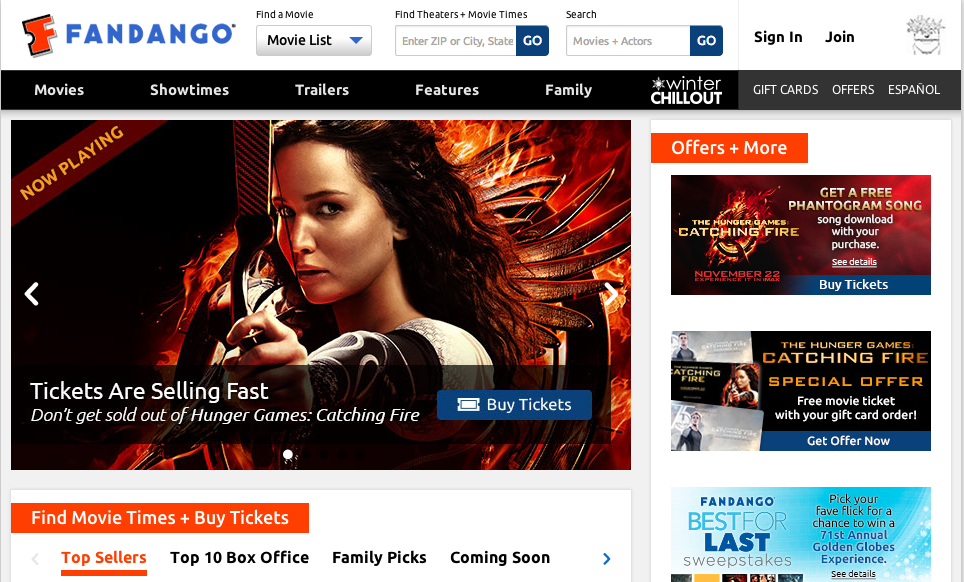 FANDANGO
Find a Movie
Movie List
Find Theaters + Movie Times
Enter ZIP or City, State
GO
Search
Movies + Actors
GO
Sign In
Join
Movies
Showtimes
Trailers
Features
Family
winter
CHILLOUT
GIFT CARDS
OFFERS
ESPAÑOL
NOW PLAYING
Tickets Are Selling Fast
Don't get sold out of Hunger Games: Catching Fire
Buy Tickets
Find Movie Times + Buy Tickets
Top Sellers
Top 10 Box Office
Family Picks
Coming Soon
Offers + More
THE HUNGER GAMES:
CATCHING FIRE
NOVEMBER 22
EXPERIENCE IT IN IMAX
GET A FREE
PHANTOGRAM SONG
song download
with your
purchase.
See details
Buy Tickets
CATCHING FIRE
THE HUNGER GAMES:
CATCHING FIRE
SPECIAL OFFER
Free movie ticket
with your gift card order!
Get Offer Now
FANDANGO
BEST FOR
LAST
sweepstakes
Pick your
fave flick for a
chance to win a
71st Annual
Golden Globes
Experience.
See details